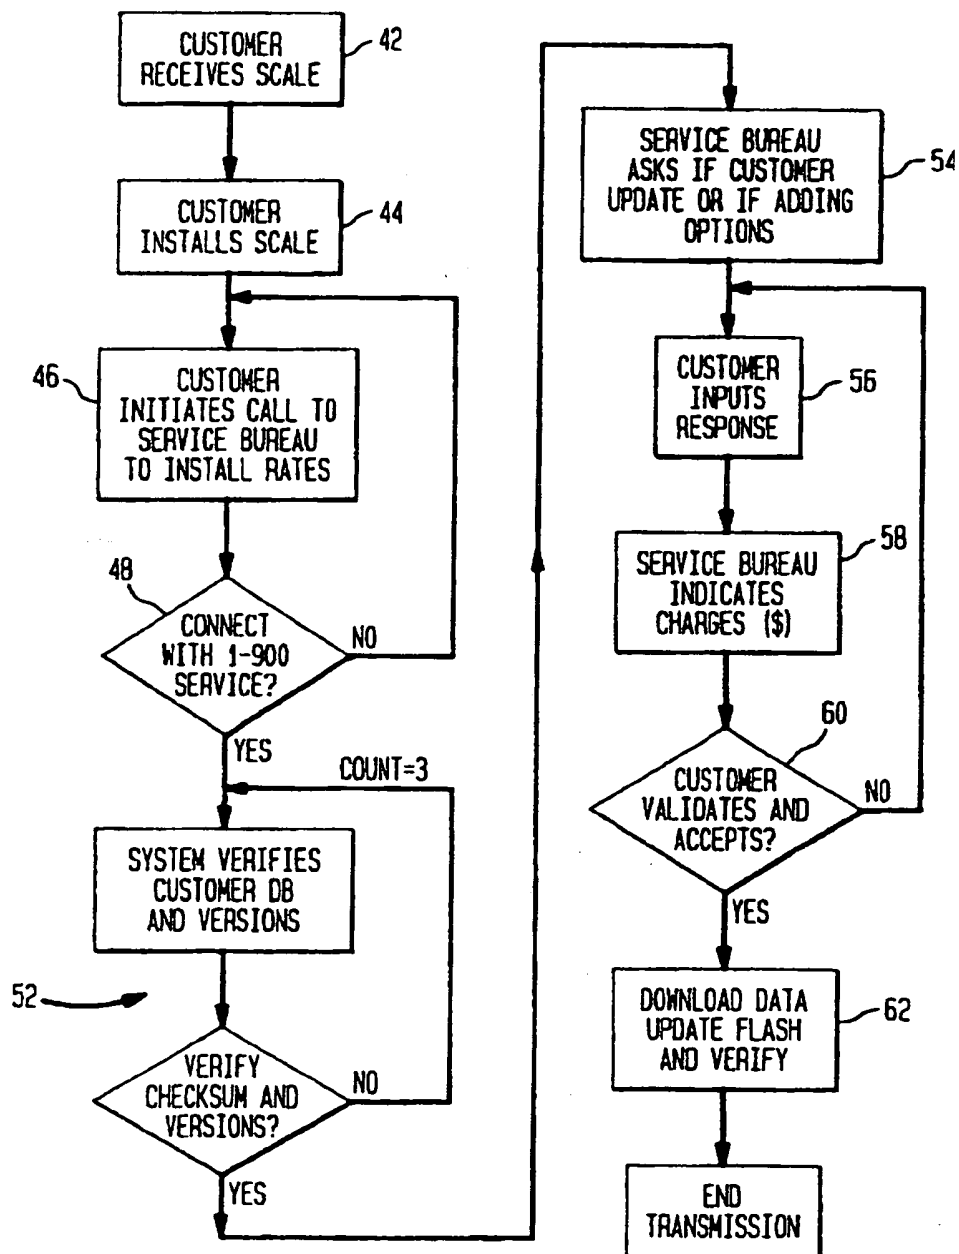 CUSTOMER
RECEIVES SCALE
42
CUSTOMER
INSTALLS SCALE
44
46
CUSTOMER
INITIATES CALL TO
SERVICE BUREAU
TO INSTALL RATES
48
CONNECT
WITH 1-900
SERVICE?
NO
YES
COUNT=3
SYSTEM VERIFIES
CUSTOMER DB
AND VERSIONS
52
VERIFY
CHECKSUM AND
VERSIONS?
NO
YES
SERVICE BUREAU
ASKS IF CUSTOMER
UPDATE OR IF ADDING
OPTIONS
54
CUSTOMER
INPUTS
RESPONSE
56
SERVICE BUREAU
INDICATES
CHARGES ($)
58
60
CUSTOMER
VALIDATES AND
ACCEPTS?
NO
YES
DOWNLOAD DATA
UPDATE FLASH
AND VERIFY
62
END
TRANSMISSION